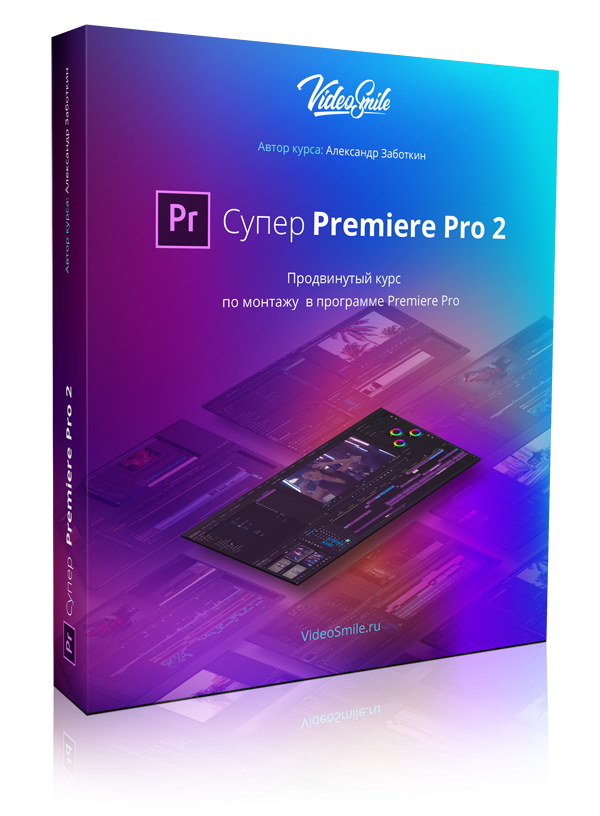 VideoSmile
Автор курса: Александр Заботкин
Pr Супер Premiere Pro 2
Продвинутый курс
по монтажу в программе Premiere Pro
VideoSmile.ru
Автор курса: Александр Заботкин
Pr Супер Premiere Pro 2